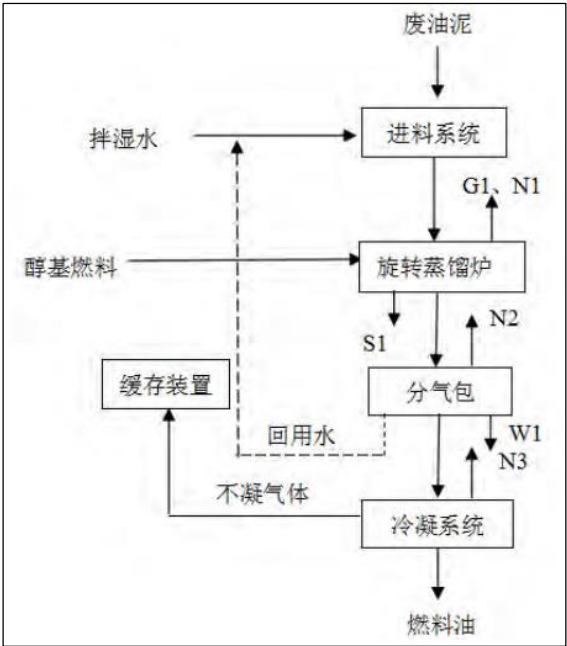 废油泥
拌湿水
进料系统
G1、N1
醇基燃料
旋转蒸馏炉
S1
N2
缓存装置
分气包
回用水
W1
N3
不凝气体
冷凝系统
燃料油